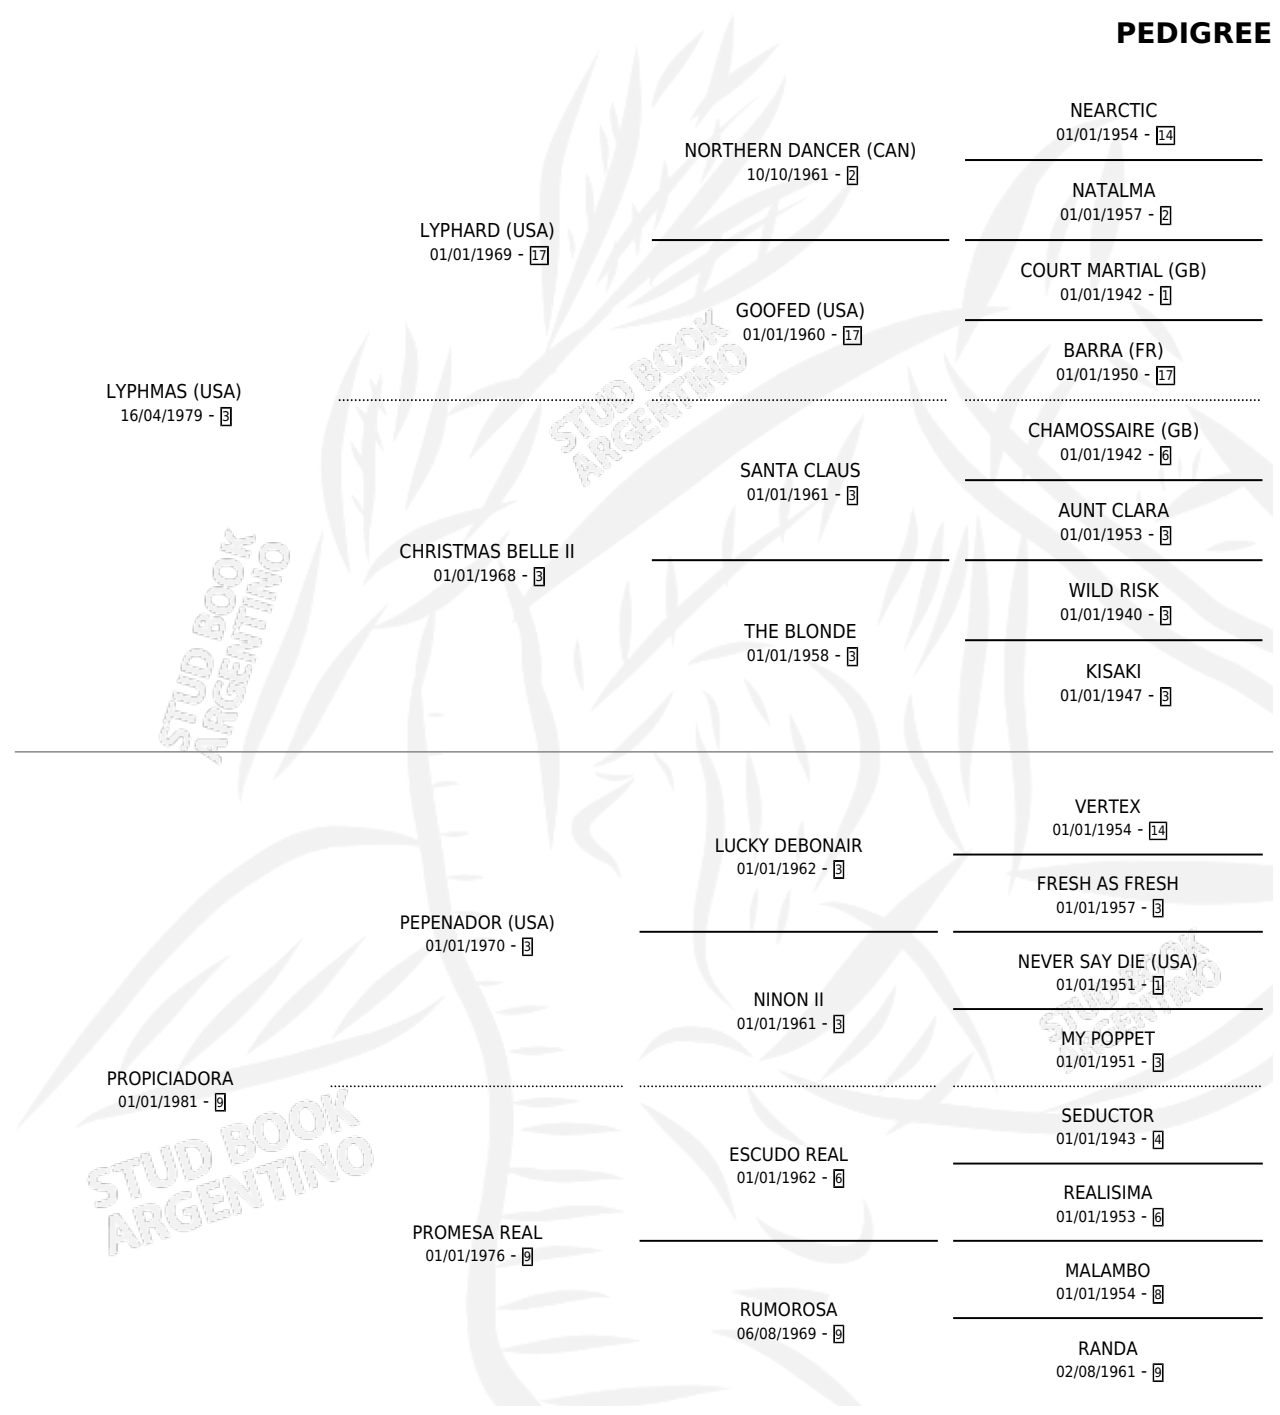 PEDIGREE
NEARCTIC
01/01/1954 - 14
NORTHERN DANCER (CAN)
10/10/1961 - 2
NATALMA
01/01/1957 - 2
LYPHARD (USA)
01/01/1969 - 17
COURT MARTIAL (GB)
01/01/1942 - 1
GOOFED (USA)
01/01/1960 - 17
BARRA (FR)
01/01/1950 - 17
LYPHMAS (USA)
16/04/1979 - 3
CHAMOSSAIRE (GB)
01/01/1942 - 6
SANTA CLAUS
01/01/1961 - 3
AUNT CLARA
01/01/1953 - 3
CHRISTMAS BELLE II
01/01/1968 - 3
WILD RISK
01/01/1940 - 3
THE BLONDE
01/01/1958 - 3
KISAKI
01/01/1947 - 3
VERTEX
01/01/1954 - 14
LUCKY DEBONAIR
01/01/1962 - 3
FRESH AS FRESH
01/01/1957 - 3
PEPENADOR (USA)
01/01/1970 - 3
NEVER SAY DIE (USA)
01/01/1951 - 1
NINON II
01/01/1961 - 3
MY POPPET
01/01/1951 - 3
PROPICIADORA
01/01/1981 - 9
SEDUCTOR
01/01/1943 - 4
ESCUDO REAL
01/01/1962 - 6
REALISIMA
01/01/1953 - 6
PROMESA REAL
01/01/1976 - 9
MALAMBO
01/01/1954 - 8
RUMOROSA
06/08/1969 - 9
RANDA
02/08/1961 - 9
STUD BOOK
ARGENTINO
STUD BOOK
ARGENTINO
STUD BOOK
ARGENTINO
STUD BOOK
ARGENTINO